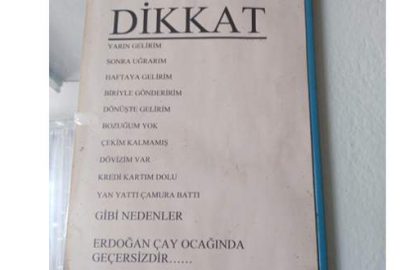 DİKKAT
YARIN GELİRİM
SONRA UĞRARIM
HAFTAYA GELİRİM
BİRİYLE GÖNDERİRİM
DÖNÜŞTE GELİRİM
BOZUĞUM YOK
ÇEKİM KALMAMIŞ
DÖVİZİM VAR
KREDİ KARTIM DOLU
YAN YATTI ÇAMURA BATTI
GİBİ NEDENLER
ERDOĞAN ÇAY OCAĞINDA
GEÇERSİZDİR......